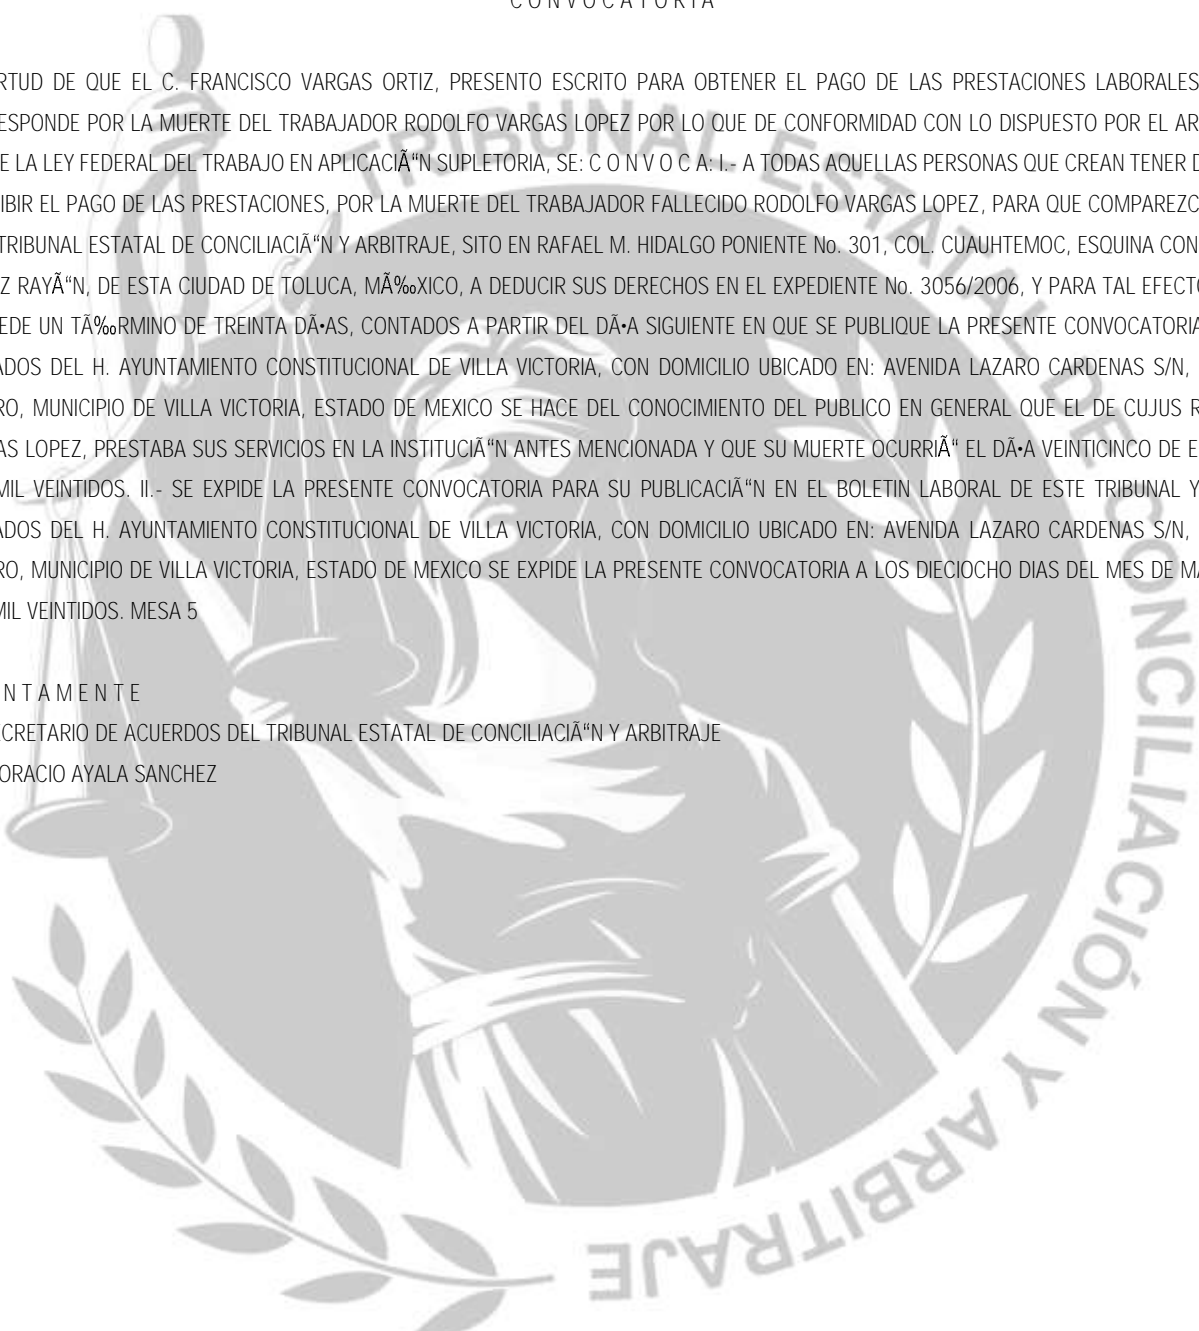 CONVOCATORIA
RTUD DE QUE EL C. FRANCISCO VARGAS ORTIZ, PRESENTO ESCRITO PARA OBTENER EL PAGO DE LAS PRESTACIONES LABORALES
ESPONDE POR LA MUERTE DEL TRABAJADOR RODOLFO VARGAS LOPEZ POR LO QUE DE CONFORMIDAD CON LO DISPUESTO POR EL AR
E LA LEY FEDERAL DEL TRABAJO EN APLICACIÃ“N SUPLETORIA, SE: C O N V O C A: I.- A TODAS AQUELLAS PERSONAS QUE CREAN TENER D
IBIR EL PAGO DE LAS PRESTACIONES, POR LA MUERTE DEL TRABAJADOR FALLECIDO RODOLFO VARGAS LOPEZ, PARA QUE COMPAREZC
TRIBUNAL ESTATAL DE CONCILIACIÃ“N Y ARBITRAJE, SITO EN RAFAEL M. HIDALGO PONIENTE No. 301, COL. CUAUHTEMOC, ESQUINA CON
Z RAYÃ“N, DE ESTA CIUDAD DE TOLUCA, MÃ‰XICO, A DEDUCIR SUS DERECHOS EN EL EXPEDIENTE No. 3056/2006, Y PARA TAL EFECTO
EDE UN TÃ‰RMINO DE TREINTA DÃ•AS, CONTADOS A PARTIR DEL DÃ•A SIGUIENTE EN QUE SE PUBLIQUE LA PRESENTE CONVOCATORIA
ADOS DEL H. AYUNTAMIENTO CONSTITUCIONAL DE VILLA VICTORIA, CON DOMICILIO UBICADO EN: AVENIDA LAZARO CARDENAS S/N,
RO, MUNICIPIO DE VILLA VICTORIA, ESTADO DE MEXICO SE HACE DEL CONOCIMIENTO DEL PUBLICO EN GENERAL QUE EL DE CUJUS R
AS LOPEZ, PRESTABA SUS SERVICIOS EN LA INSTITUCIÃ“N ANTES MENCIONADA Y QUE SU MUERTE OCURRIÃ“ EL DÃ•A VEINTICINCO DE E
MIL VEINTIDOS. II.- SE EXPIDE LA PRESENTE CONVOCATORIA PARA SU PUBLICACIÃ“N EN EL BOLETIN LABORAL DE ESTE TRIBUNAL Y
ADOS DEL H. AYUNTAMIENTO CONSTITUCIONAL DE VILLA VICTORIA, CON DOMICILIO UBICADO EN: AVENIDA LAZARO CARDENAS S/N,
RO, MUNICIPIO DE VILLA VICTORIA, ESTADO DE MEXICO SE EXPIDE LA PRESENTE CONVOCATORIA A LOS DIECIOCHO DIAS DEL MES DE MA
MIL VEINTIDOS. MESA 5
N T A M E N T E
CRETARIO DE ACUERDOS DEL TRIBUNAL ESTATAL DE CONCILIACIÃ“N Y ARBITRAJE
ORACIO AYALA SANCHEZ
TRIBUNAL ESTATAL DE CONCILIACIÓN Y ARBITRAJE